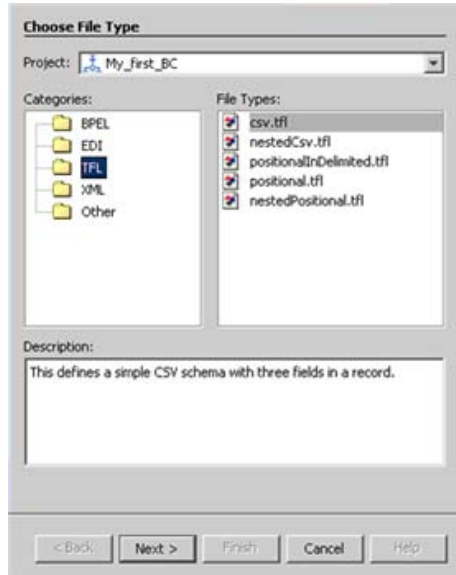 Choose File Type
Project: My_first_BC
Categories:
BPEL
EDI
TFL
XML
Other
File Types:
csv.tfl
nestedCsv.tfl
positionalInDelimited.tfl
positional.tfl
nestedPositional.tfl
Description:
This defines a simple CSV schema with three fields in a record.
< Back Next > Finish Cancel Help